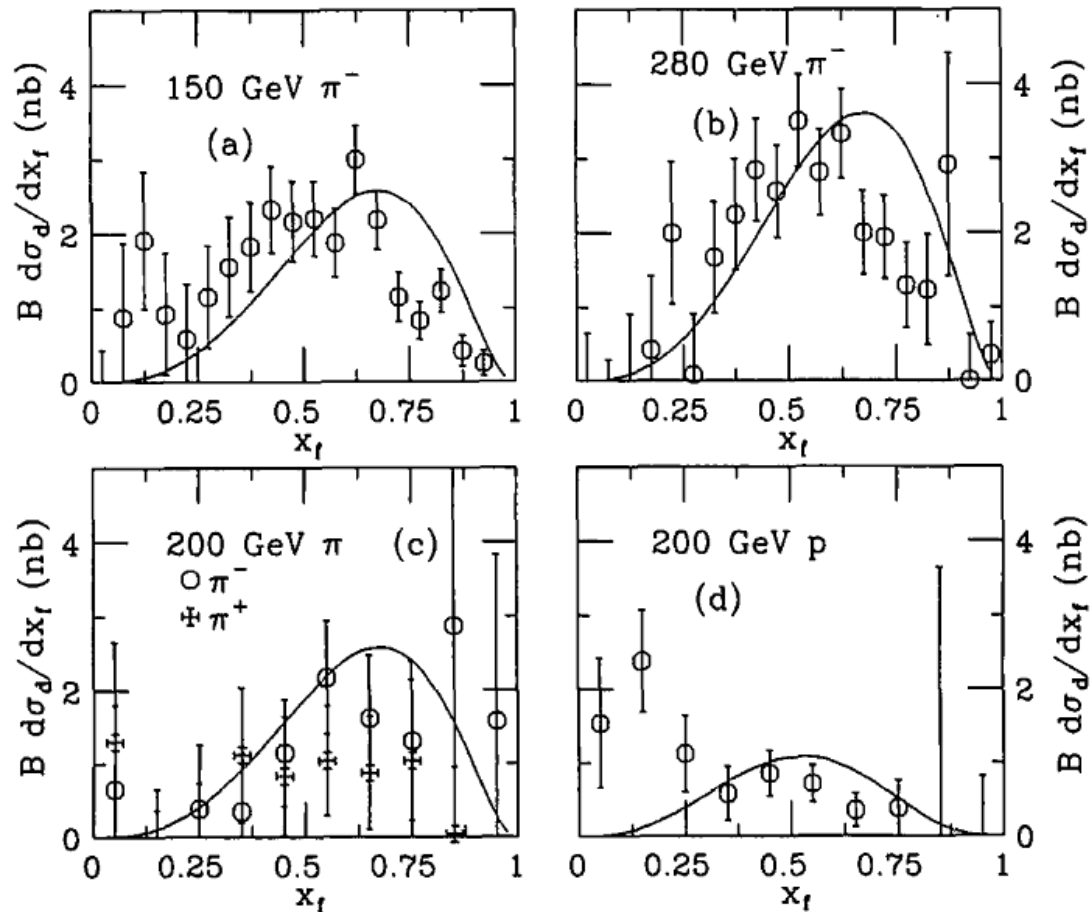 150 GeV π⁻
(a)
B dσ_d/dx_f (nb)
4
2
0
0 0.25 0.5 0.75 1
x_f
280 GeV π⁻
(b)
B dσ_d/dx_f (nb)
4
2
0
0 0.25 0.5 0.75 1
x_f
200 GeV π (c)
π⁻
π⁺
B dσ_d/dx_f (nb)
4
2
0
0 0.25 0.5 0.75 1
x_f
200 GeV p
(d)
B dσ_d/dx_f (nb)
4
2
0
0 0.25 0.5 0.75 1
x_f